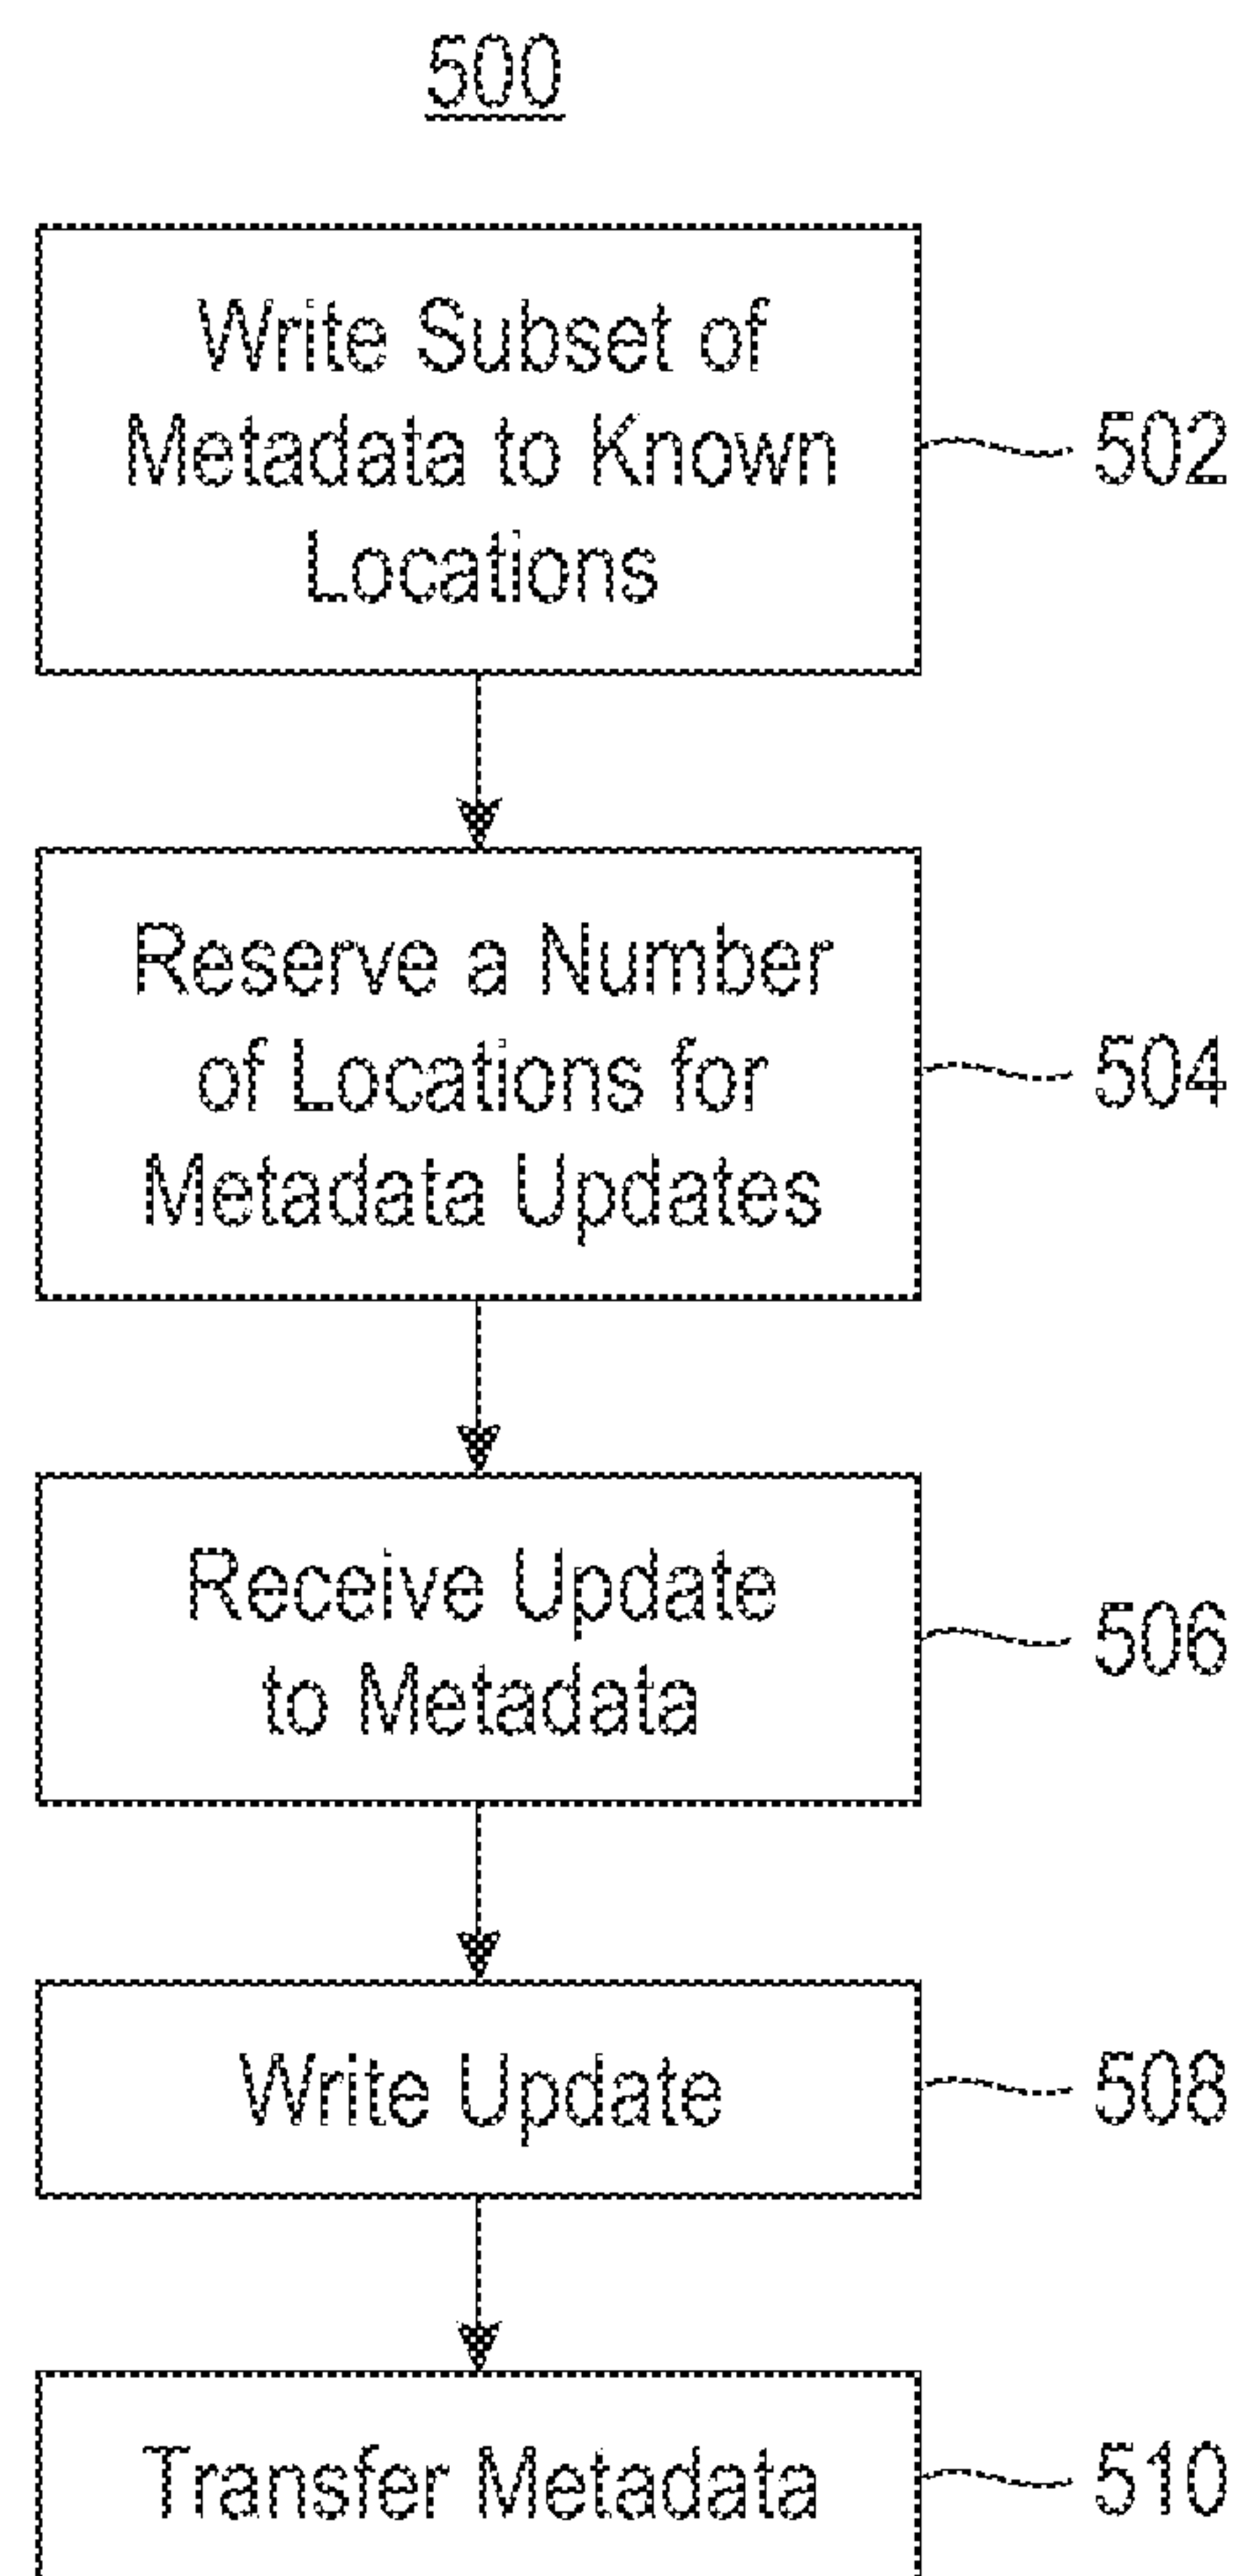 500
Write Subset of
Metadata to Known
Locations
502
Reserve a Number
of Locations for
Metadata Updates
504
Receive Update
to Metadata
506
Write Update
508
Transfer Metadata
510